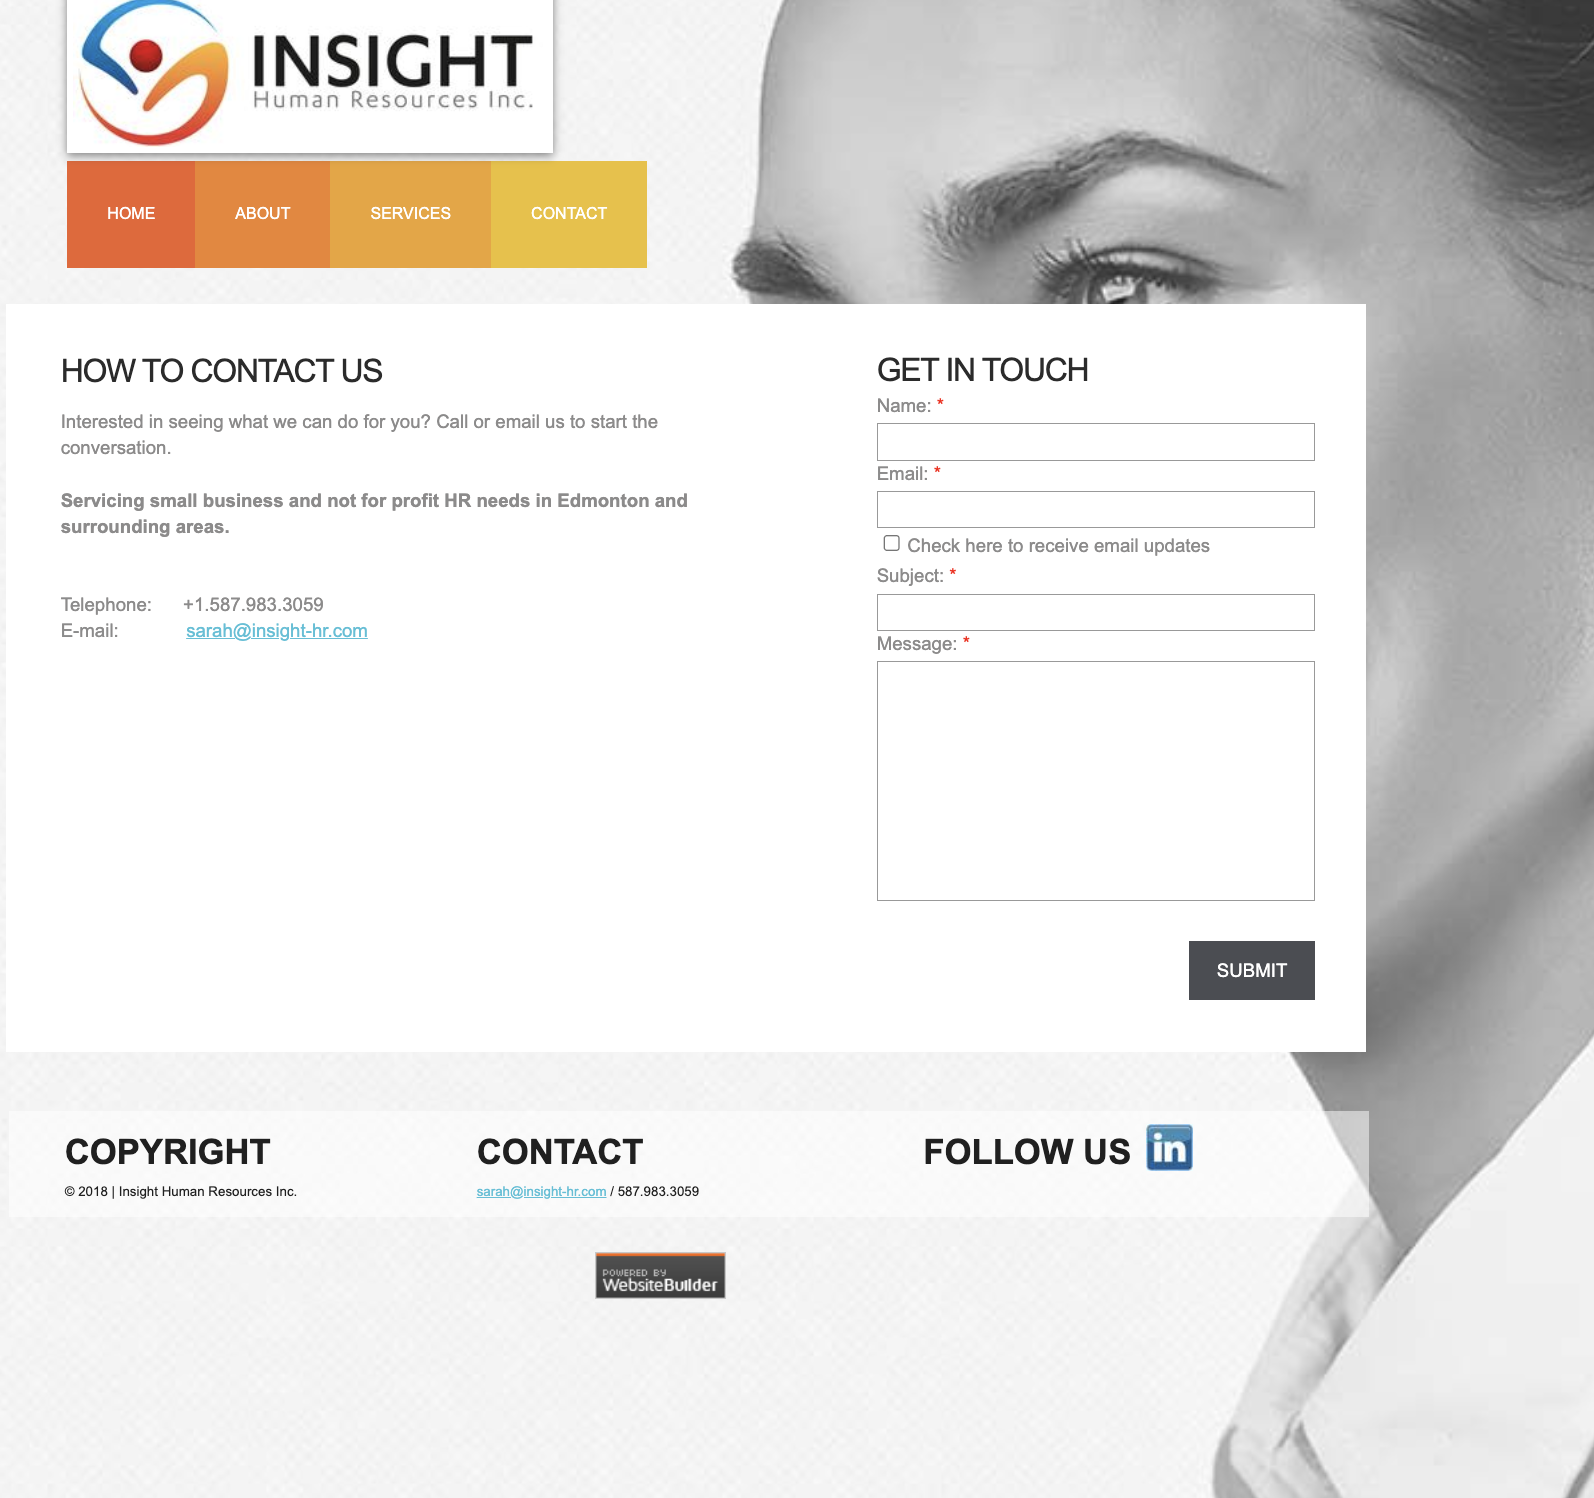 INSIGHT
Human Resources Inc.
HOME ABOUT SERVICES CONTACT
HOW TO CONTACT US
Interested in seeing what we can do for you? Call or email us to start the
conversation.
Servicing small business and not for profit HR needs in Edmonton and
surrounding areas.
Telephone: +1.587.983.3059
E-mail: sarah@insight-hr.com
GET IN TOUCH
Name: *
Email: *
Check here to receive email updates
Subject: *
Message: *
SUBMIT
COPYRIGHT
© 2018 | Insight Human Resources Inc.
CONTACT
sarah@insight-hr.com / 587.983.3059
FOLLOW US in
POWERED BY
WebsiteBuilder